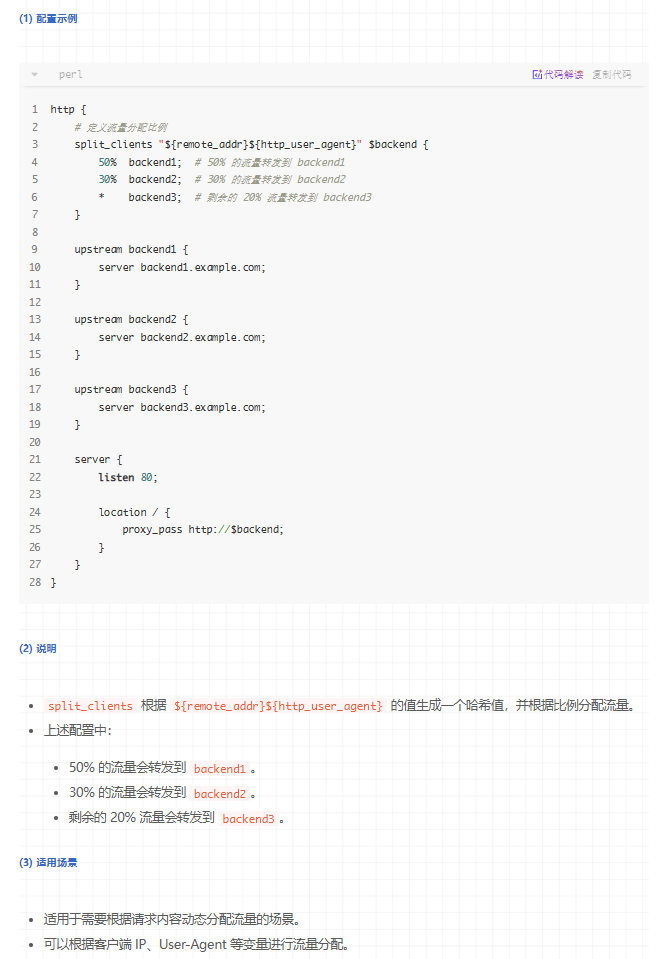 (1) 配置示例
perl
代码解读 复制代码
1 http {
2     # 定义流量分配比例
3     split_clients "${remote_addr}${http_user_agent}" $backend {
4         50%  backend1;  # 50% 的流量转发到 backend1
5         30%  backend2;  # 30% 的流量转发到 backend2
6         *    backend3;  # 剩余的 20% 流量转发到 backend3
7     }
8
9     upstream backend1 {
10         server backend1.example.com;
11     }
12
13     upstream backend2 {
14         server backend2.example.com;
15     }
16
17     upstream backend3 {
18         server backend3.example.com;
19     }
20
21     server {
22         listen 80;
23
24         location / {
25             proxy_pass http://$backend;
26         }
27     }
28 }
(2) 说明
• split_clients 根据 ${remote_addr}${http_user_agent} 的值生成一个哈希值，并根据比例分配流量。
• 上述配置中：
• 50% 的流量会转发到 backend1 。
• 30% 的流量会转发到 backend2 。
• 剩余的 20% 流量会转发到 backend3 。
(3) 适用场景
• 适用于需要根据请求内容动态分配流量的场景。
• 可以根据客户端 IP、User-Agent 等变量进行流量分配。